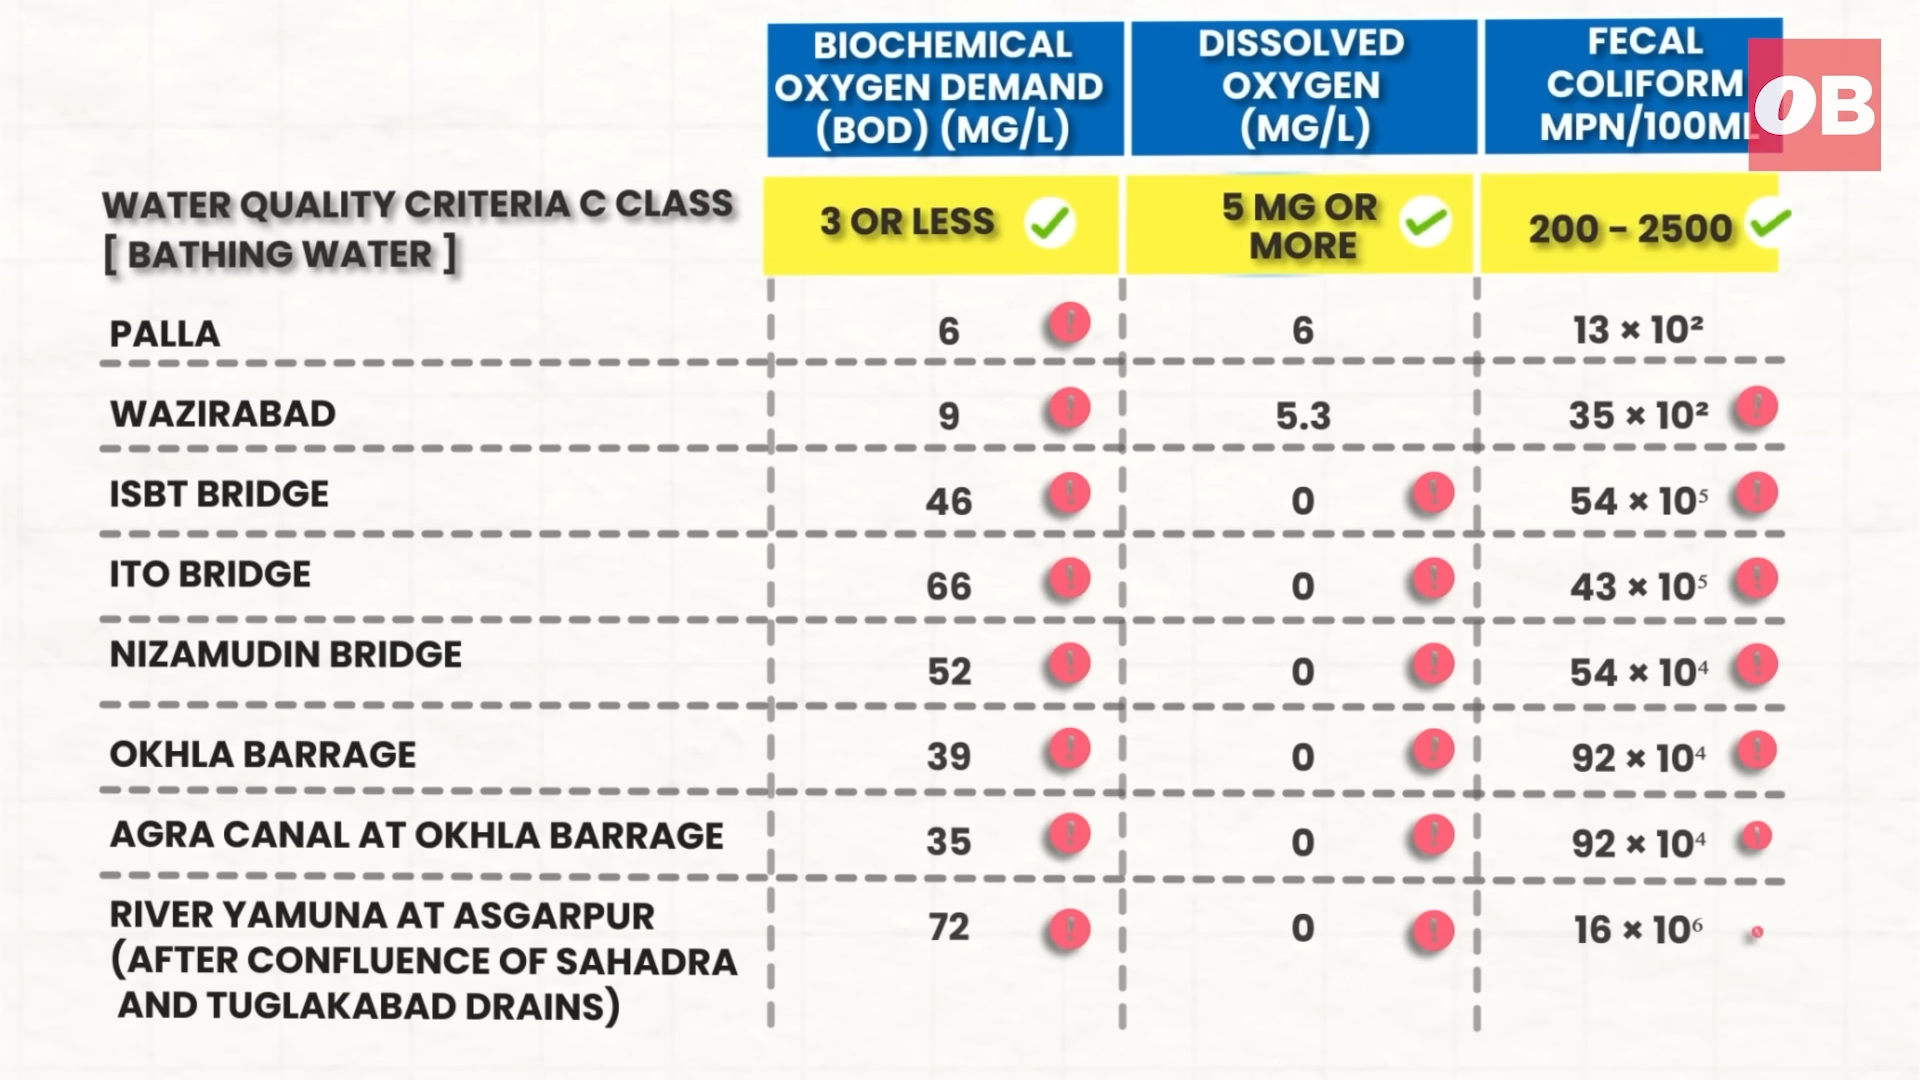 BIOCHEMICAL
OXYGEN DEMAND
(BOD) (MG/L)
DISSOLVED
OXYGEN
(MG/L)
FECAL
COLIFORM
MPN/100ML
OB
WATER QUALITY CRITERIA C CLASS
[ BATHING WATER ]
3 OR LESS
5 MG OR
MORE
200 - 2500
PALLA 6 6 13 × 10²
WAZIRABAD 9 5.3 35 × 10²
ISBT BRIDGE 46 0 54 × 10⁵
ITO BRIDGE 66 0 43 × 10⁵
NIZAMUDIN BRIDGE 52 0 54 × 10⁴
OKHLA BARRAGE 39 0 92 × 10⁴
AGRA CANAL AT OKHLA BARRAGE 35 0 92 × 10⁴
RIVER YAMUNA AT ASGARPUR 72 0 16 × 10⁶
(AFTER CONFLUENCE OF SAHADRA
AND TUGLAKABAD DRAINS)